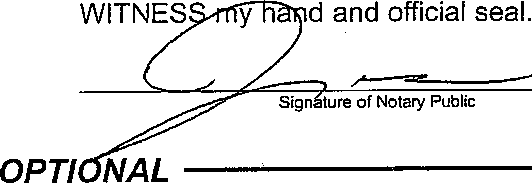 WITNESS my hand and official seal.
Signature of Notary Public
OPTIONAL